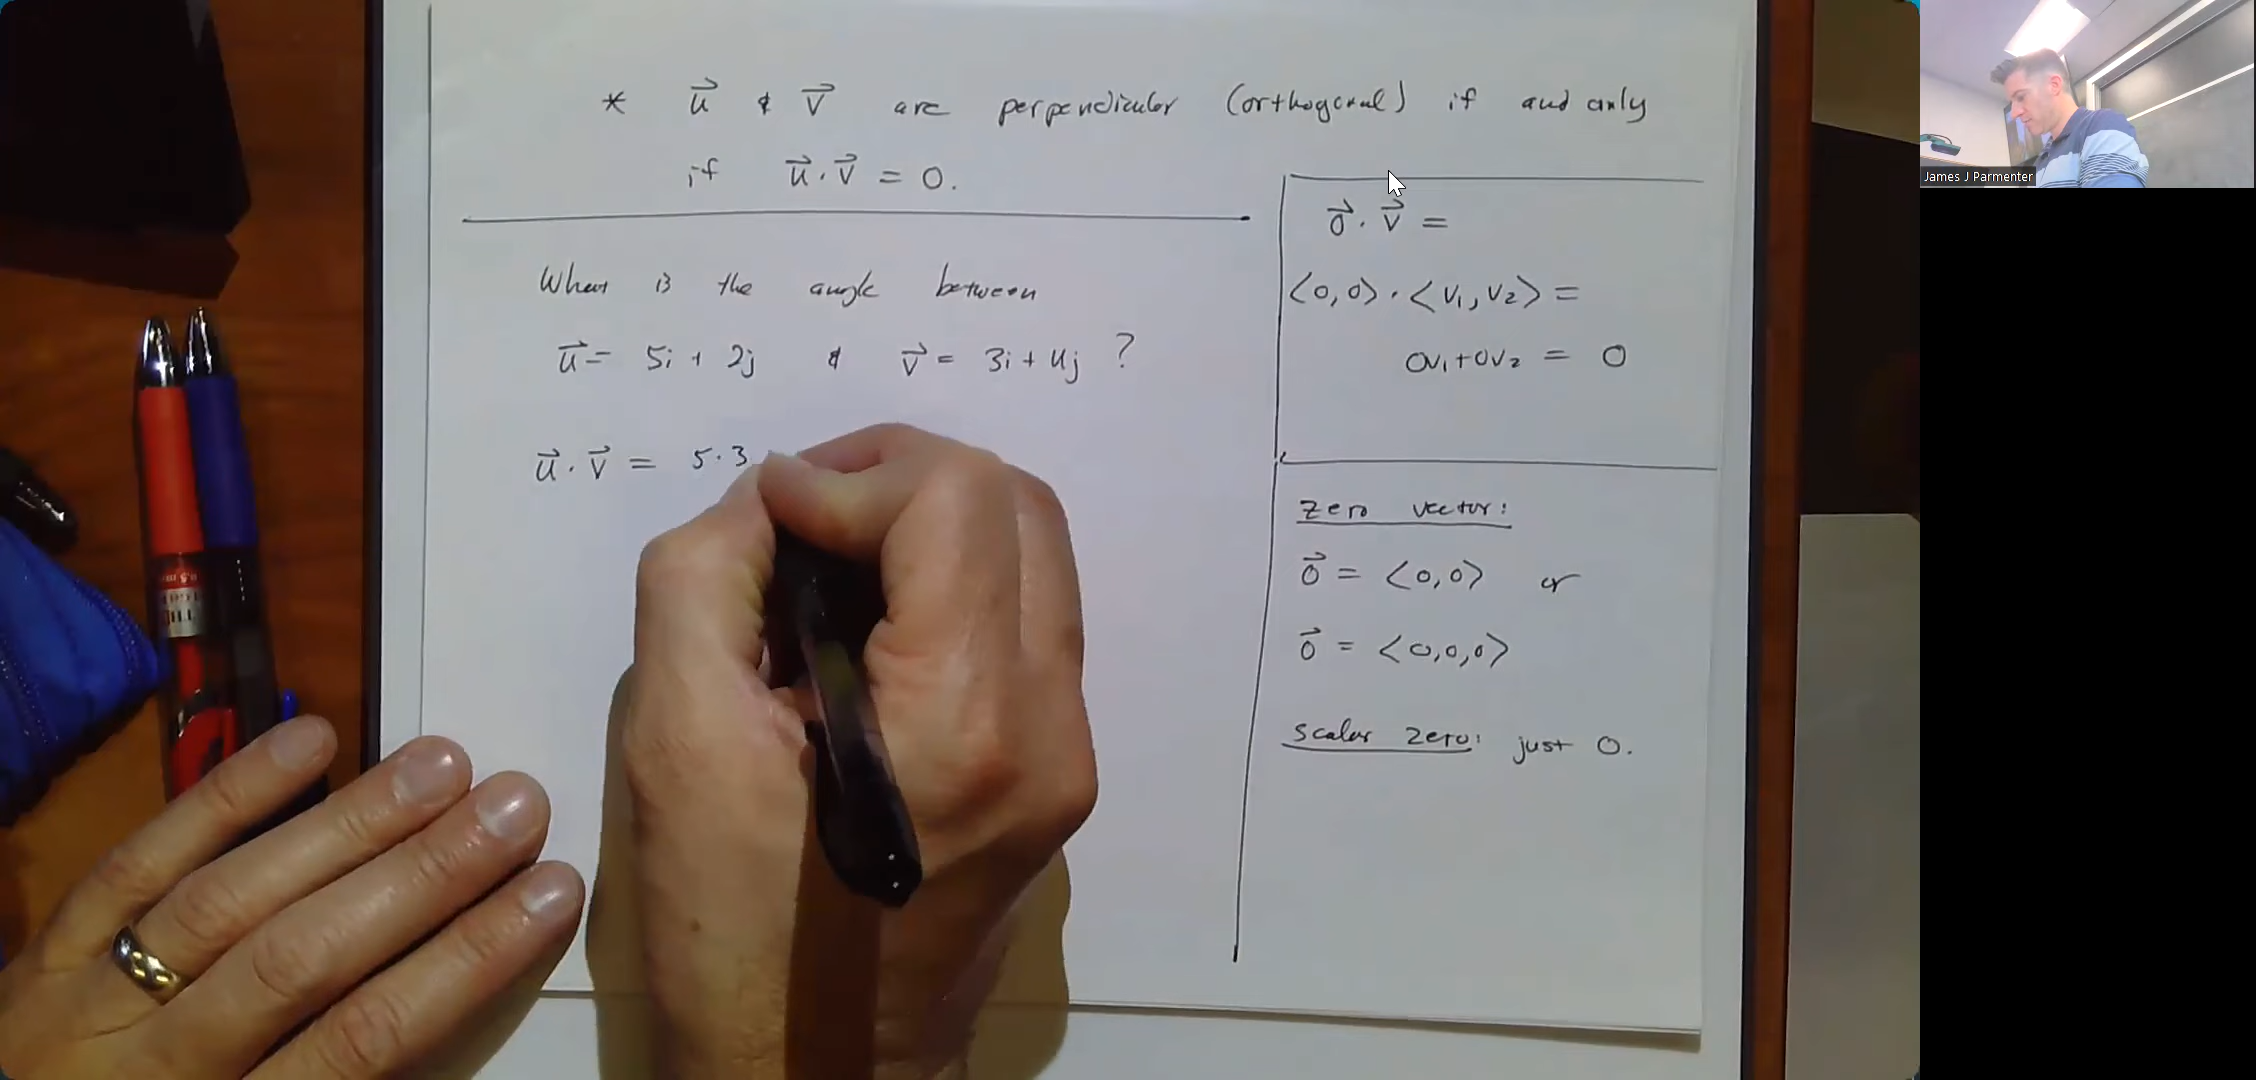 * u⃗ & v⃗ are perpendicular (orthogonal) if and only
if u⃗ · v⃗ = 0.
What is the angle between
u⃗ = 5i + 2j & v⃗ = 3i + 4j ?
u⃗ · v⃗ = 5·3
0⃗ · v⃗ =
<0,0> · <v₁, v₂> =
0v₁+0v₂ = 0
Zero vector:
0⃗ = <0,0> or
0⃗ = <0,0,0>
Scalar zero: just 0.
James J Parmenter